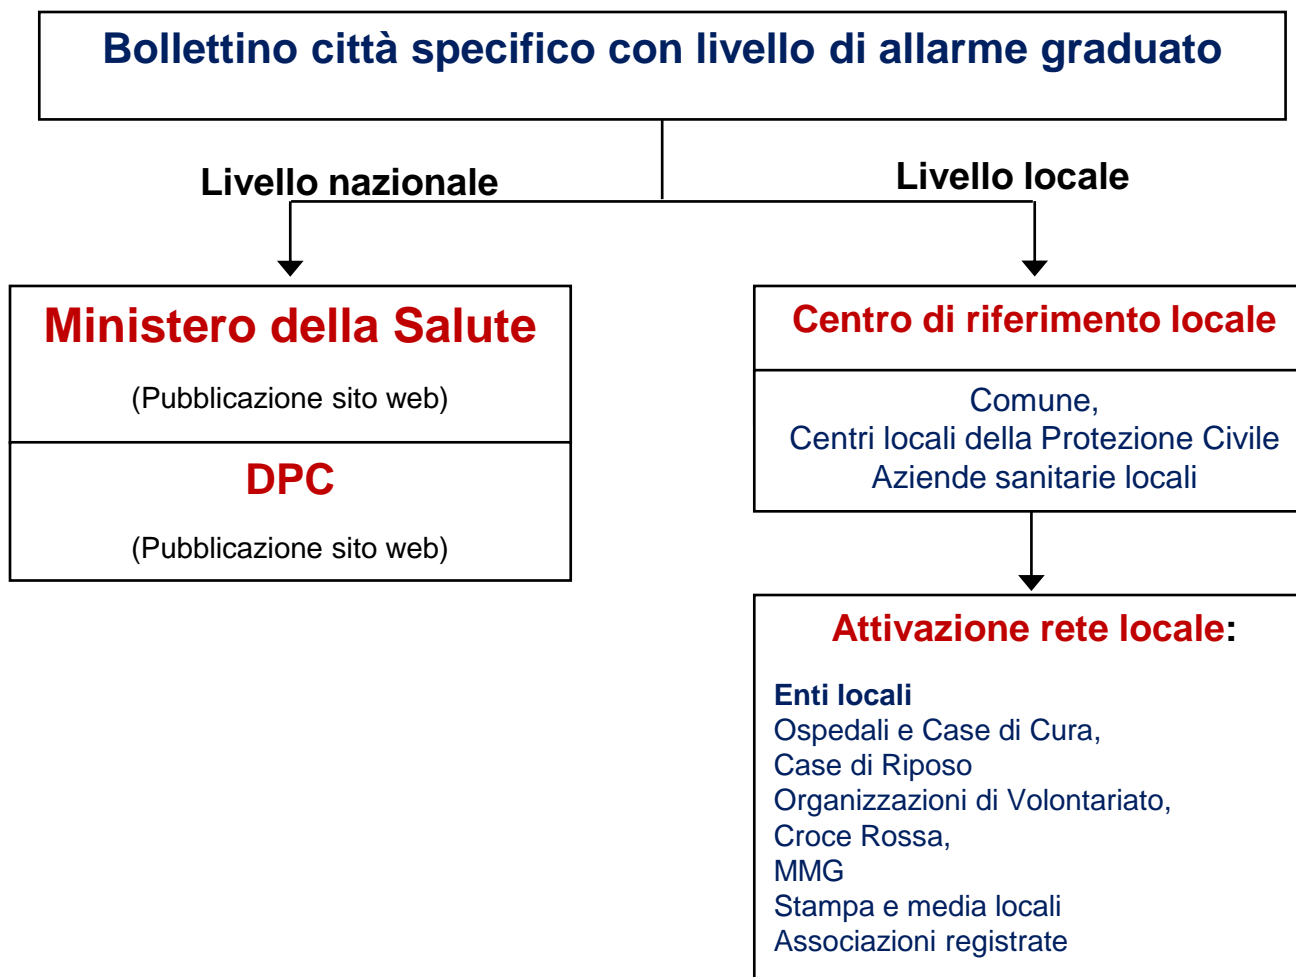 Bollettino città specifico con livello di allarme graduato
Livello nazionale
Livello locale
Ministero della Salute
(Pubblicazione sito web)
DPC
(Pubblicazione sito web)
Centro di riferimento locale
Comune,
Centri locali della Protezione Civile
Aziende sanitarie locali
Attivazione rete locale:
Enti locali
Ospedali e Case di Cura,
Case di Riposo
Organizzazioni di Volontariato,
Croce Rossa,
MMG
Stampa e media locali
Associazioni registrate